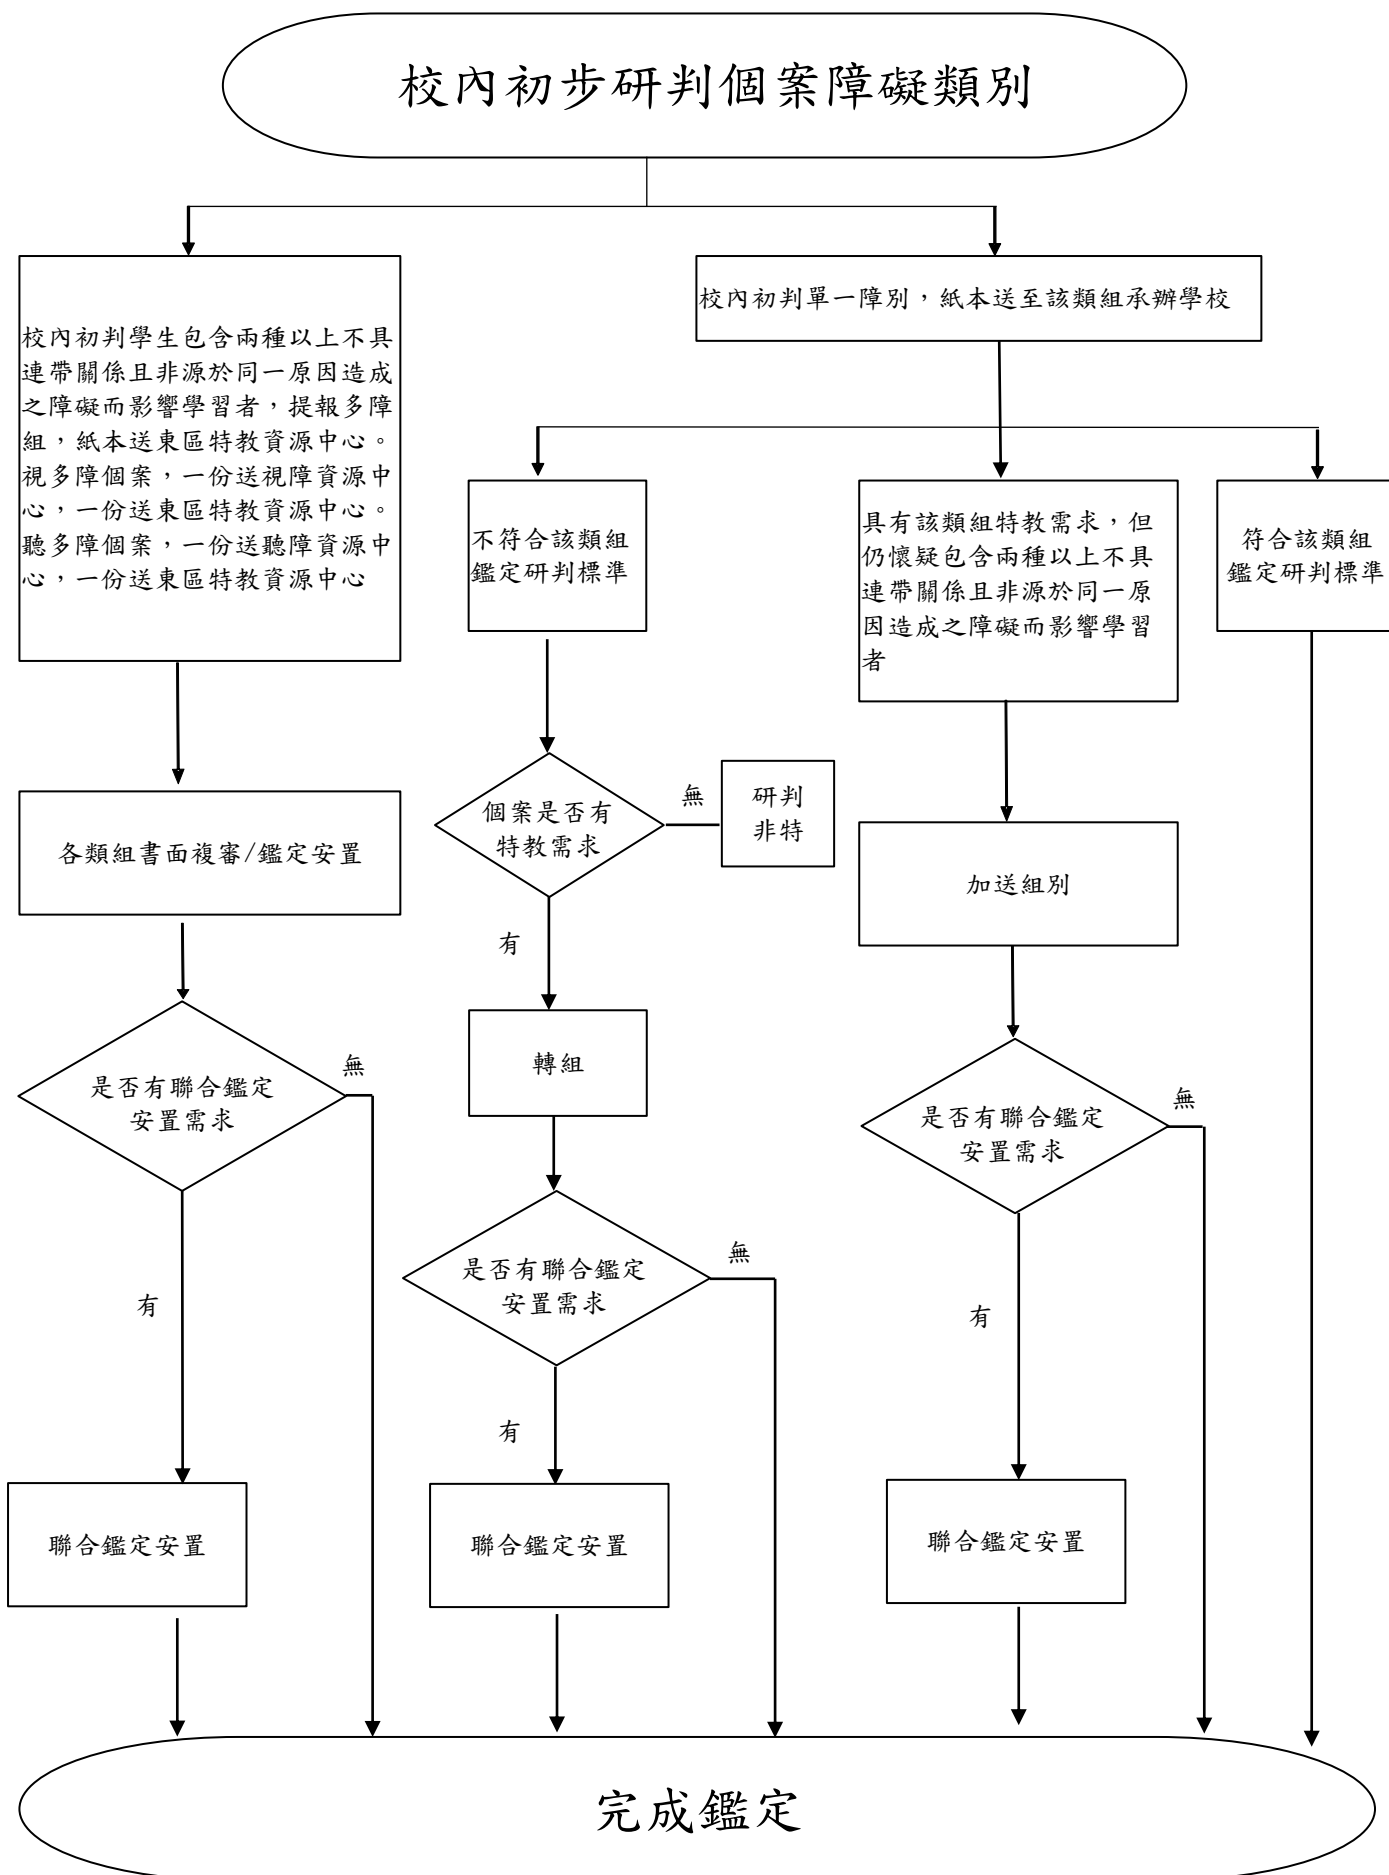 校內初步研判個案障礙類別
校內初判學生包含兩種以上不具
連帶關係且非源於同一原因造成
之障礙而影響學習者，提報多障
組，紙本送東區特教資源中心。
視多障個案，一份送視障資源中
心，一份送東區特教資源中心。
聽多障個案，一份送聽障資源中
心，一份送東區特教資源中心
校內初判單一障別，紙本送至該類組承辦學校
不符合該類組
鑑定研判標準
具有該類組特教需求，但
仍懷疑包含兩種以上不具
連帶關係且非源於同一原
因造成之障礙而影響學習
者
符合該類組
鑑定研判標準
各類組書面複審/鑑定安置
個案是否有
特教需求
無
研判
非特
加送組別
有
轉組
是否有聯合鑑定
安置需求
無
是否有聯合鑑定
安置需求
無
是否有聯合鑑定
安置需求
無
有
有
有
聯合鑑定安置
聯合鑑定安置
聯合鑑定安置
完成鑑定